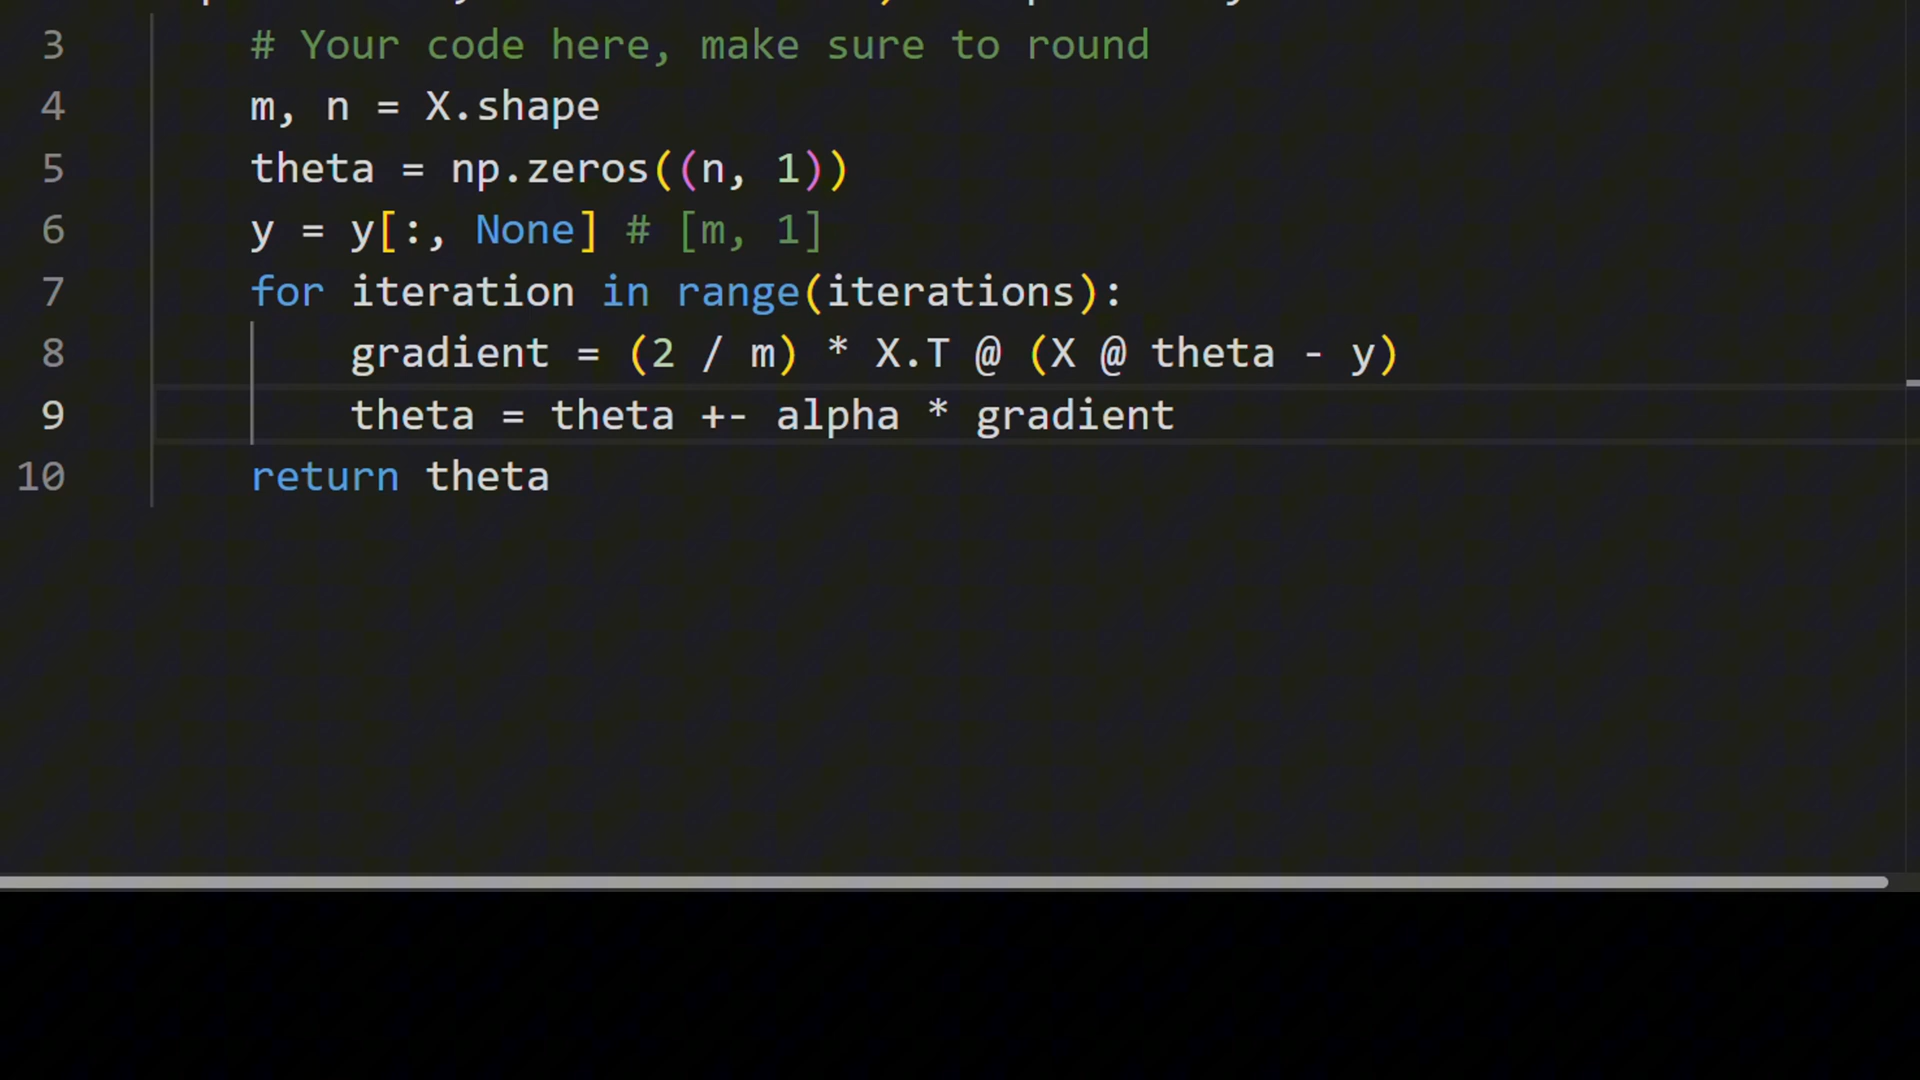 3 # Your code here, make sure to round
4 m, n = X.shape
5 theta = np.zeros((n, 1))
6 y = y[:, None] # [m, 1]
7 for iteration in range(iterations):
8 gradient = (2 / m) * X.T @ (X @ theta - y)
9 theta = theta +- alpha * gradient
10 return theta